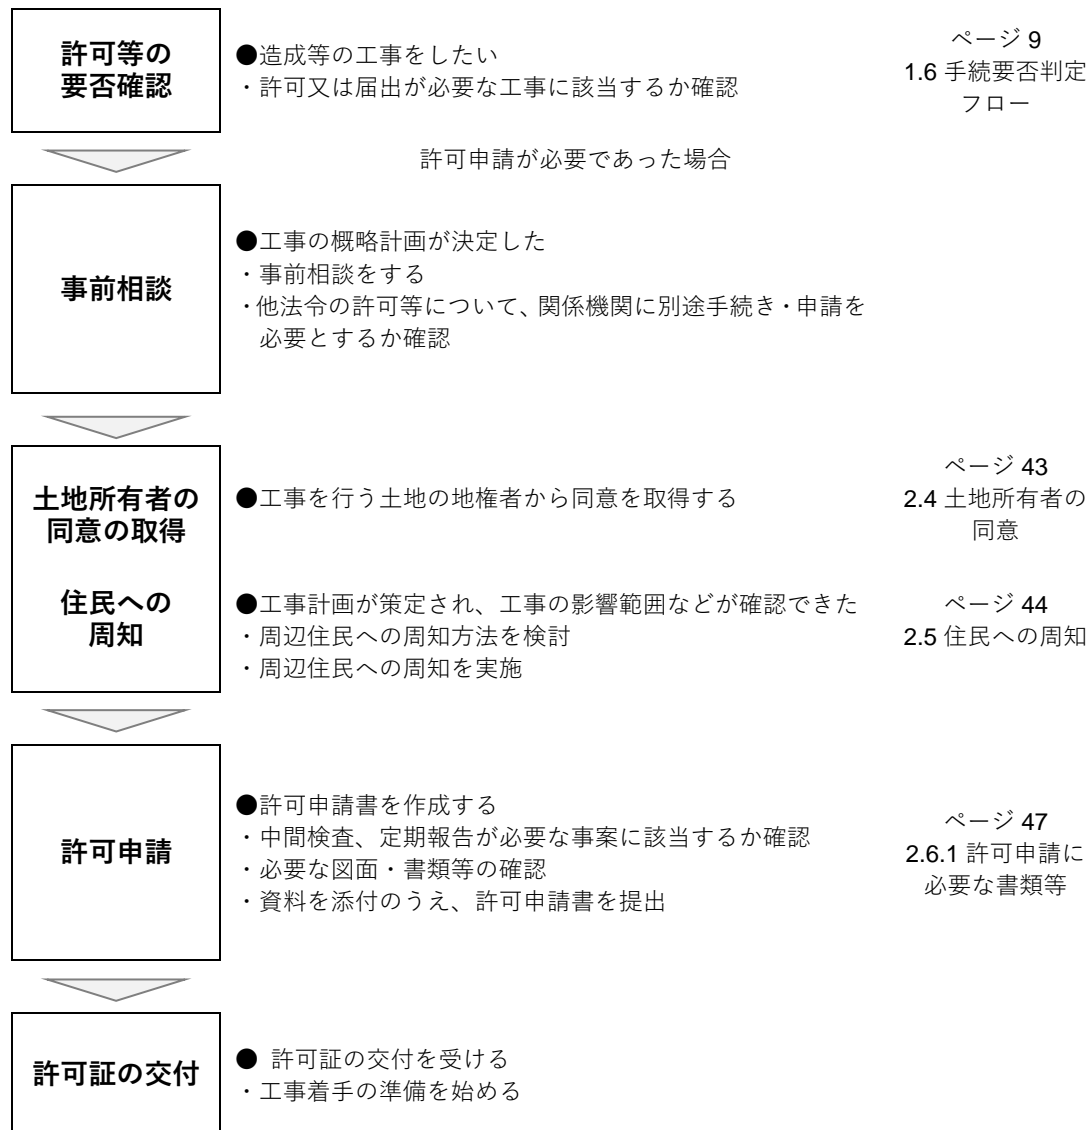 許可等の
要否確認
●造成等の工事をしたい
・許可又は届出が必要な工事に該当するか確認
ページ 9
1.6 手続要否判定
フロー
許可申請が必要であった場合
事前相談
●工事の概略計画が決定した
・事前相談をする
・他法令の許可等について、関係機関に別途手続き・申請を
必要とするか確認
土地所有者の
同意の取得
●工事を行う土地の地権者から同意を取得する
ページ 43
2.4 土地所有者の
同意
住民への
周知
●工事計画が策定され、工事の影響範囲などが確認できた
・周辺住民への周知方法を検討
・周辺住民への周知を実施
ページ 44
2.5 住民への周知
許可申請
●許可申請書を作成する
・中間検査、定期報告が必要な事案に該当するか確認
・必要な図面・書類等の確認
・資料を添付のうえ、許可申請書を提出
ページ 47
2.6.1 許可申請に
必要な書類等
許可証の交付
● 許可証の交付を受ける
・工事着手の準備を始める